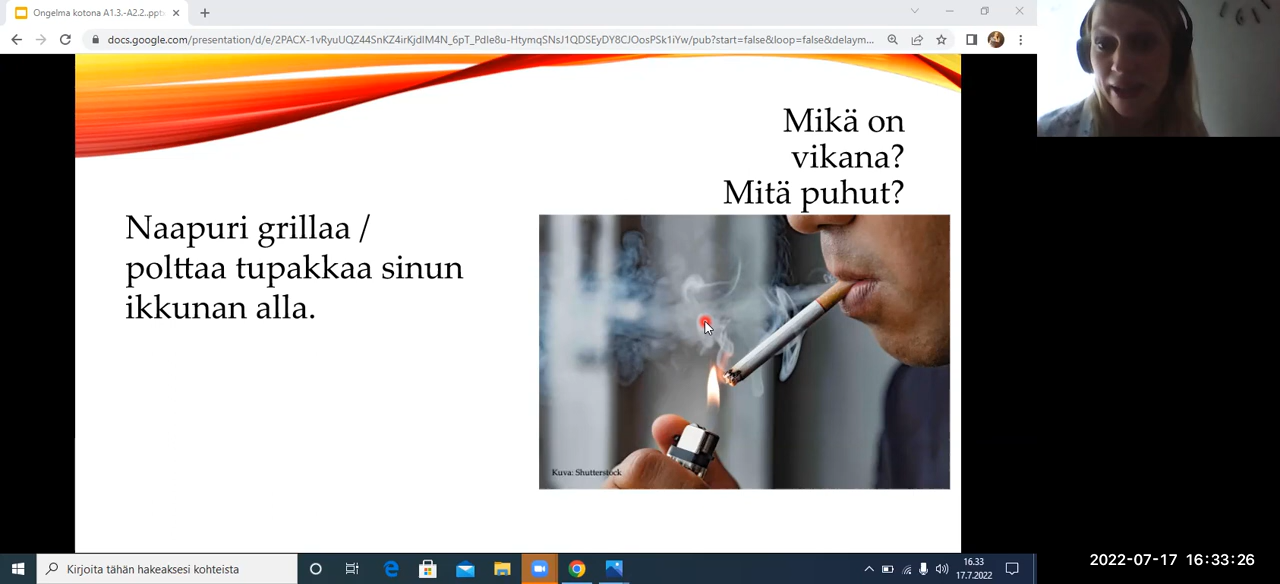 Ongelma kotona A1.3.-A2.2..ppt
docs.google.com/presentation/d/e/2PACX-1vRyuUQZ44SnKZ4irKjdIM4N_6pT_PdIe8u-HtymqSNsJ1QDSEyDY8CJOosPSk1iYw/pub?start=false&loop=false&delaym...
Mikä on
vikana?
Mitä puhut?
Naapuri grillaa /
polttaa tupakkaa sinun
ikkunan alla.
Kuva: Shutterstock
Kirjoita tähän hakeaksesi kohteista
16.33
17.7.2022
2022-07-17 16:33:26